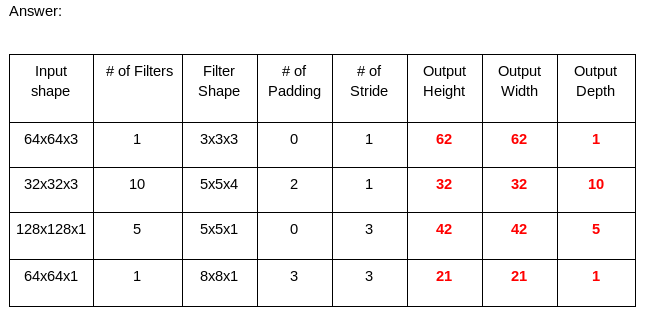 Answer:
Input shape # of Filters Filter Shape # of Padding # of Stride Output Height Output Width Output Depth
64x64x3 1 3x3x3 0 1 62 62 1
32x32x3 10 5x5x4 2 1 32 32 10
128x128x1 5 5x5x1 0 3 42 42 5
64x64x1 1 8x8x1 3 3 21 21 1